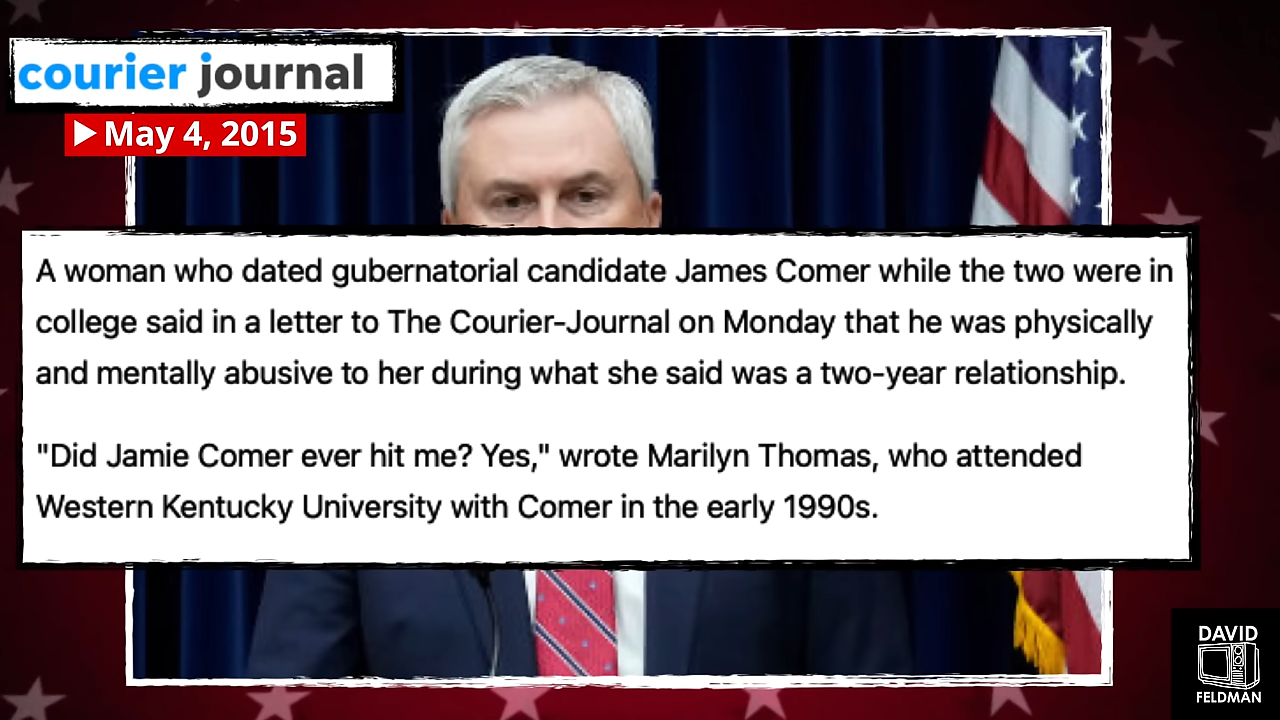 courier journal
May 4, 2015
A woman who dated gubernatorial candidate James Comer while the two were in
college said in a letter to The Courier-Journal on Monday that he was physically
and mentally abusive to her during what she said was a two-year relationship.
"Did Jamie Comer ever hit me? Yes," wrote Marilyn Thomas, who attended
Western Kentucky University with Comer in the early 1990s.
DAVID
FELDMAN